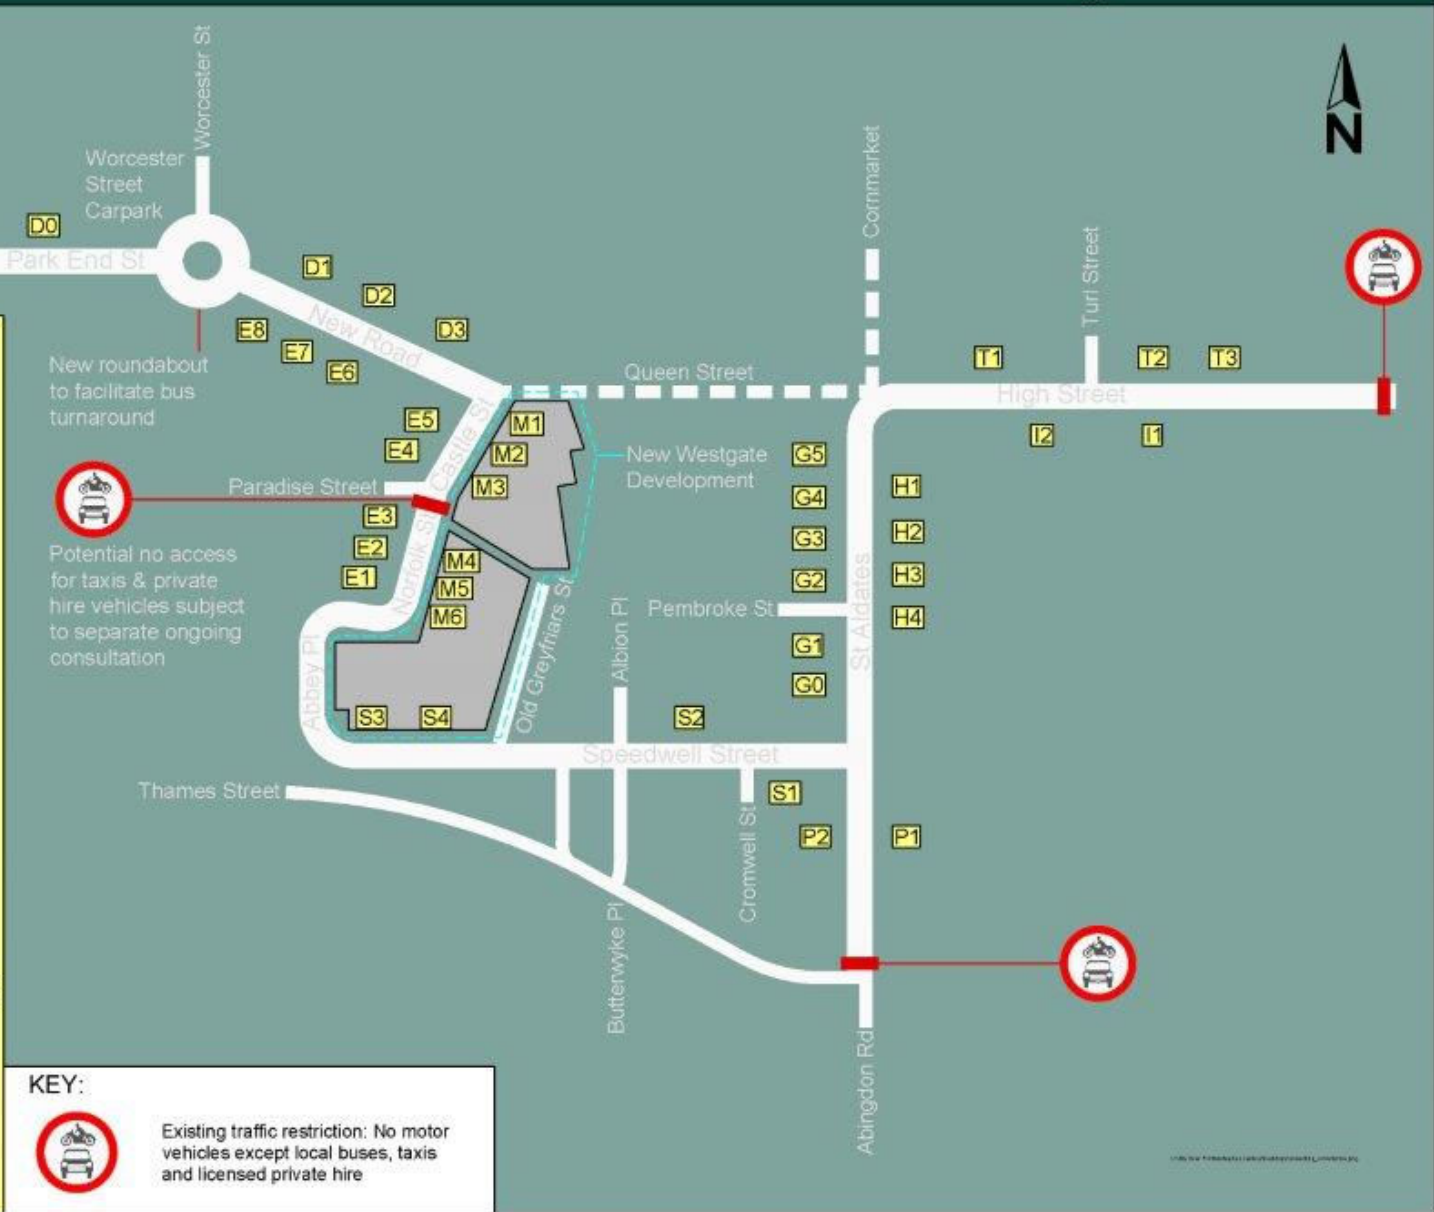 Worcester St
Worcester
Street
Carpark
N
Cornmarket
Turl Street
D0
Park End St
D1
D2
D3
New Road
E8
E7
E6
New roundabout
to facilitate bus
turnaround
Queen Street
T1
T2
T3
High Street
I2
I1
E5
E4
Castle St
M1
M2
M3
New Westgate
Development
G5
G4
G3
G2
H1
H2
H3
H4
Paradise Street
E3
E2
E1
Norfolk St
M4
M5
M6
Potential no access
for taxis & private
hire vehicles subject
to separate ongoing
consultation
Old Greyfriars St
Albion Pl
Pembroke St
St Aldates
G1
G0
Abbey Pl
S3
S4
S2
Speedwell Street
Thames Street
S1
P2
P1
Cromwell St
Butterwyke Pl
Abingdon Rd
KEY:
Existing traffic restriction: No motor
vehicles except local buses, taxis
and licensed private hire